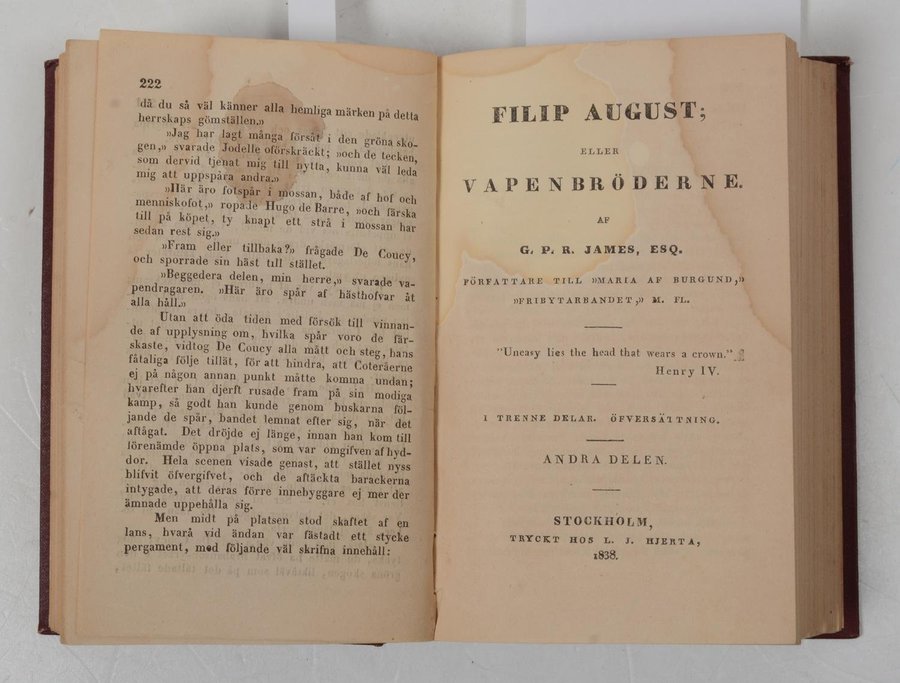 222
då du så väl känner alla hemliga märken på detta
herrskaps gömställen.»
»Jag har lagt många försåt i den gröna sko-
gen,» svarade Jodelle oförskräckt; »och de tecken,
som dervid tjenat mig till nytta, kunna väl leda
mig att uppspåra andra.»
»Här äro fotspår i mossan, både af hof och
menniskofot,» ropade Hugo de Barre, »och färska
till på köpet, ty knapt ett strå i mossan har
sedan rest sig.»
»Fram eller tillbaka?» frågade De Coucy,
och sporrade sin häst till stället.
»Beggedera delen, min herre,» svarade va-
pendragaren. »Här äro spår af hästhofvar åt
alla håll.»
Utan att öda tiden med försök till vinnan-
de af upplysning om, hvilka spår voro de fär-
skaste, vidtog De Coucy alla mått och steg, hans
fåtaliga följe tillät, för att hindra, att Coteräerne
ej på någon annan punkt måtte komma undan;
hvarefter han djerft rusade fram på sin modiga
kamp, så godt han kunde genom buskarna föl-
jande de spår, bandet lemnat efter sig, när det
aftågat. Det dröjde ej länge, innan han kom till
förenämde öppna plats, som var omgifven af hyd-
dor. Hela scenen visade genast, att stället nyss
blifvit öfvergifvet, och de aftäckta barackerna
intygade, att deras förre innebyggare ej mer der
ämnade uppehålla sig.
Men midt på platsen stod skaftet af en
lans, hvarå vid ändan var fästadt ett stycke
pergament, med följande väl skrifna innehåll:
FILIP AUGUST;
ELLER
VAPENBRÖDERNE.
AF
G. P. R. JAMES, ESQ.
FÖRFATTARE TILL »MARIA AF BURGUND,»
»FRIBYTARBANDET,» M. FL.
"Uneasy lies the head that wears a crown."
Henry IV.
I TRENNE DELAR. ÖFVERSÄTTNING.
ANDRA DELEN.
STOCKHOLM,
TRYCKT HOS L. J. HJERTA,
1838.